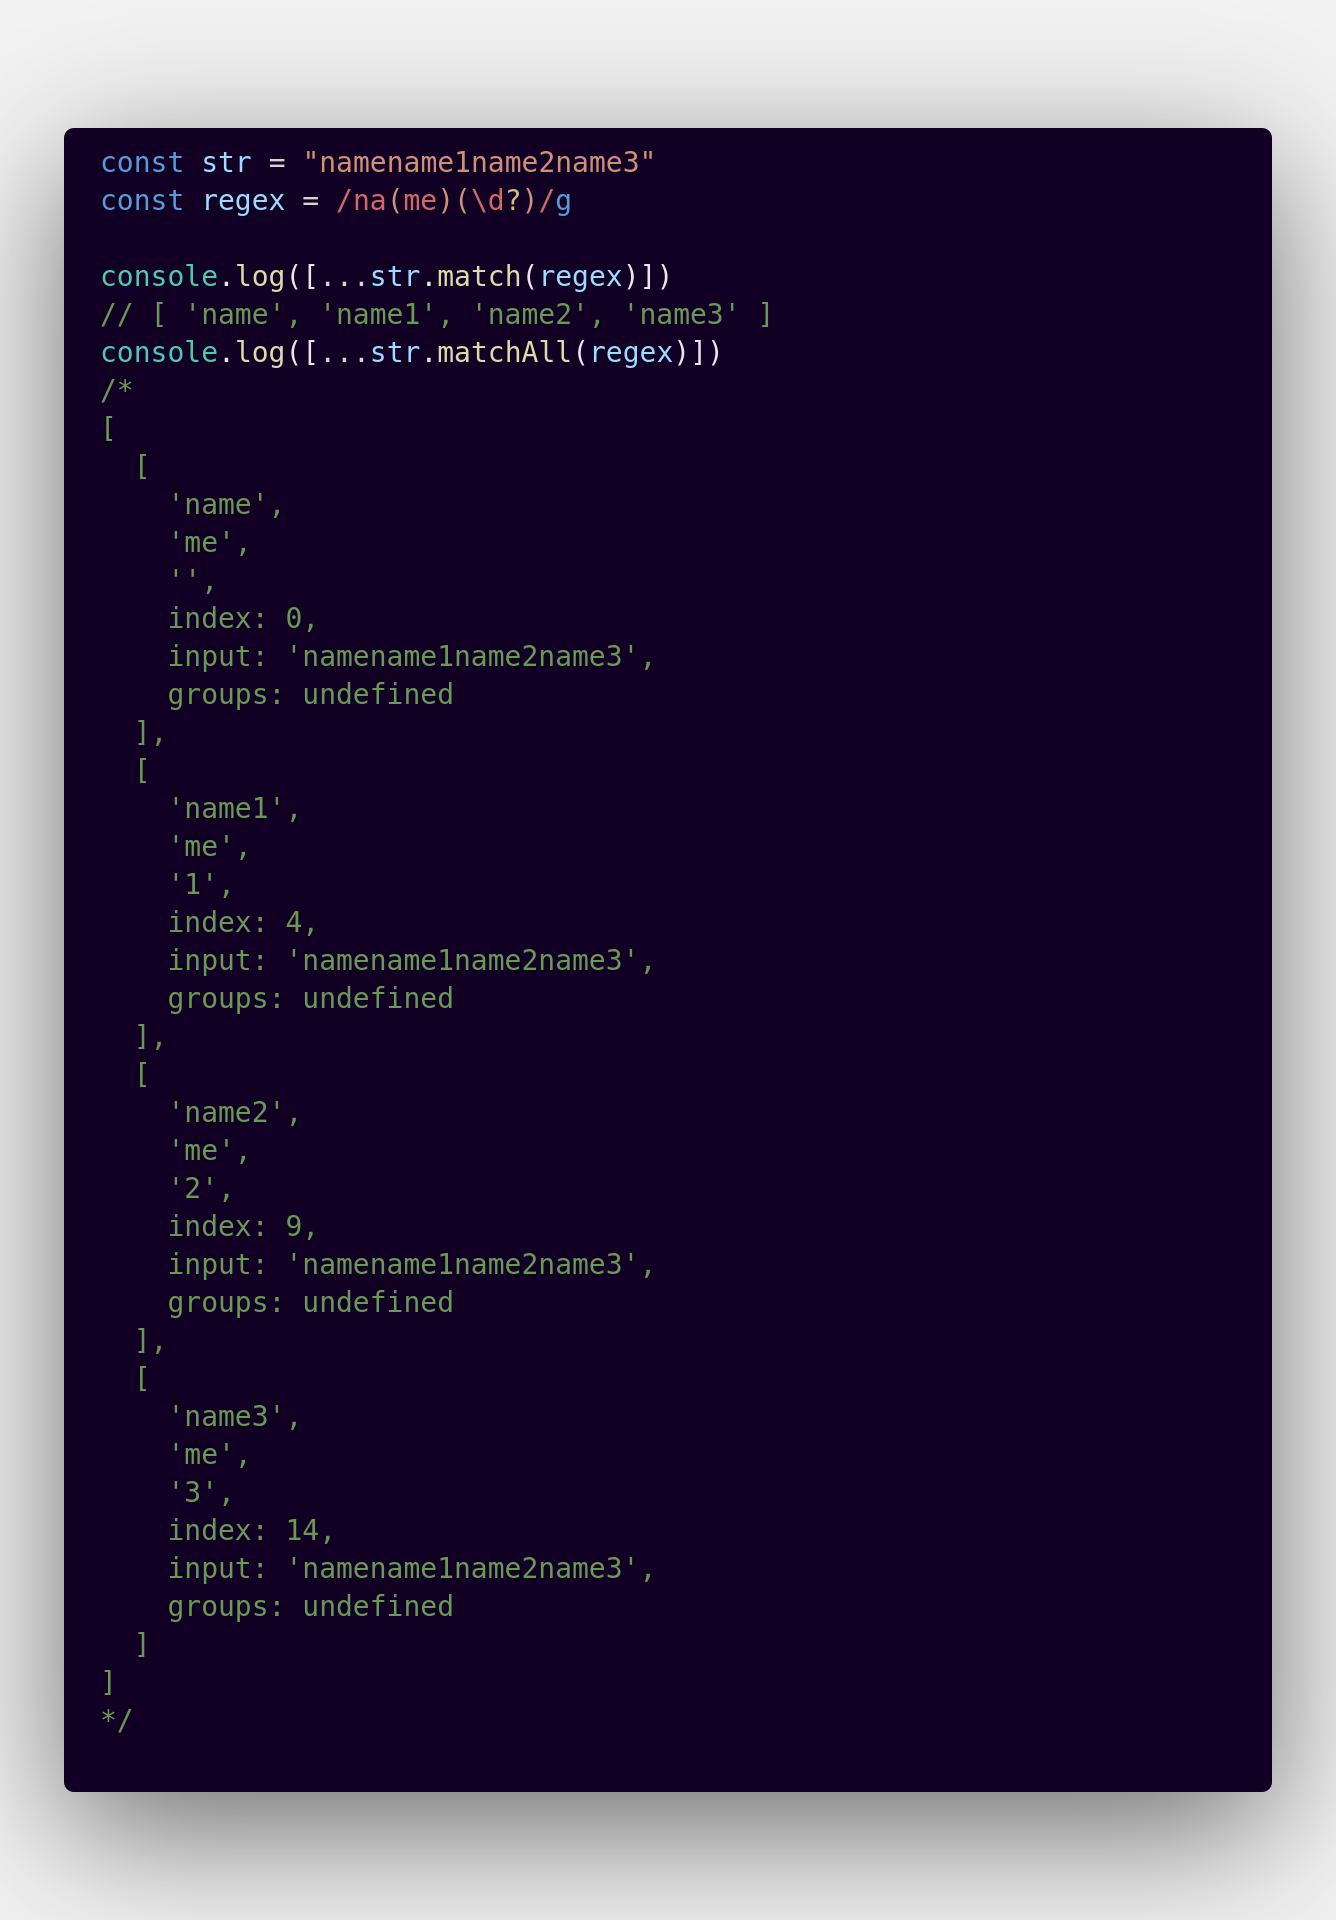 const str = "namename1name2name3"
const regex = /na(me)(\d?)/g

console.log([...str.match(regex)])
// [ 'name', 'name1', 'name2', 'name3' ]
console.log([...str.matchAll(regex)])
/*
[
  [
    'name',
    'me',
    '',
    index: 0,
    input: 'namename1name2name3',
    groups: undefined
  ],
  [
    'name1',
    'me',
    '1',
    index: 4,
    input: 'namename1name2name3',
    groups: undefined
  ],
  [
    'name2',
    'me',
    '2',
    index: 9,
    input: 'namename1name2name3',
    groups: undefined
  ],
  [
    'name3',
    'me',
    '3',
    index: 14,
    input: 'namename1name2name3',
    groups: undefined
  ]
]
*/